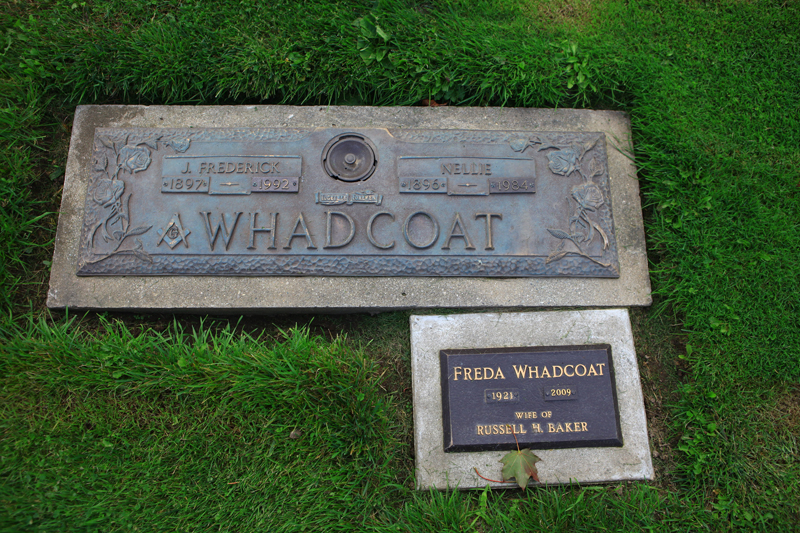 J. FREDERICK
1897 1992
NELLIE
1896 1984
WHADCOAT
G
FREDA WHADCOAT
1921 2009
WIFE OF
RUSSELL H. BAKER